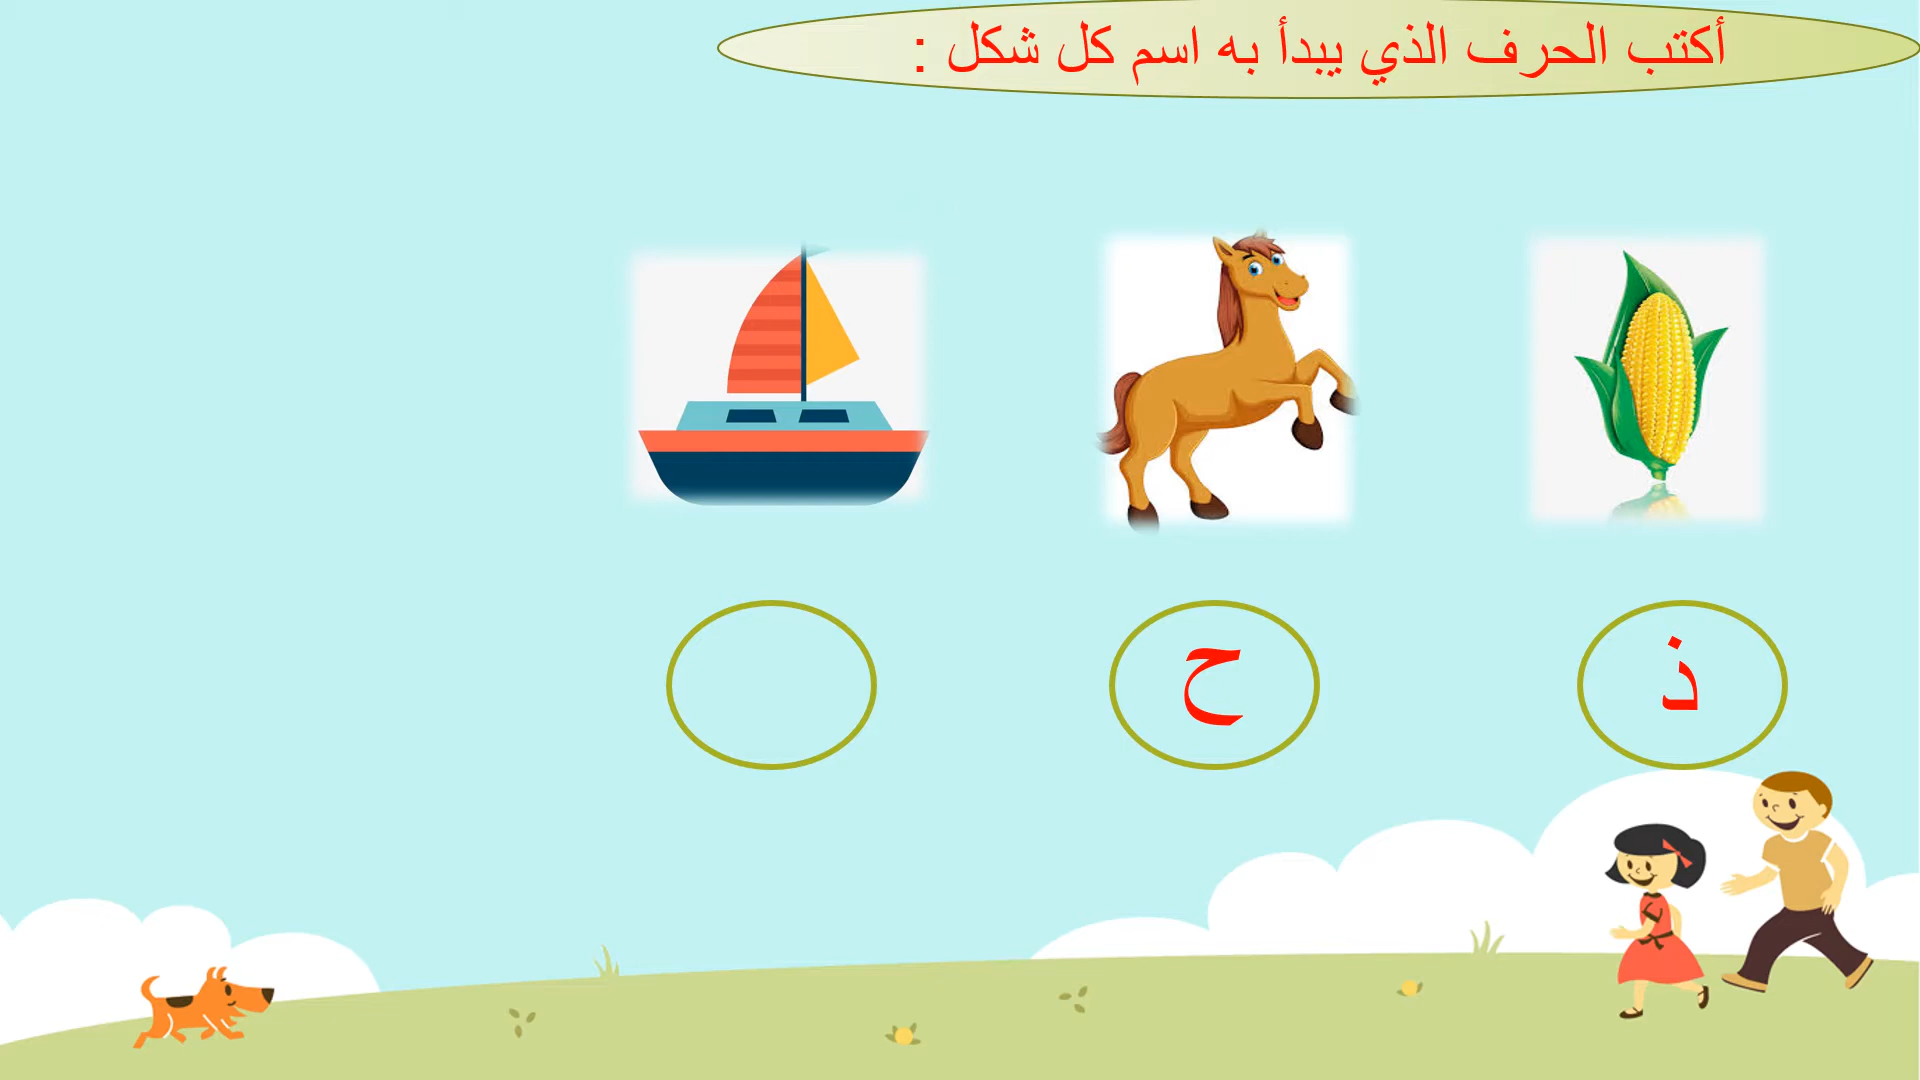 أكتب الحرف الذي يبدأ به اسم كل شكل :
ذ
ح